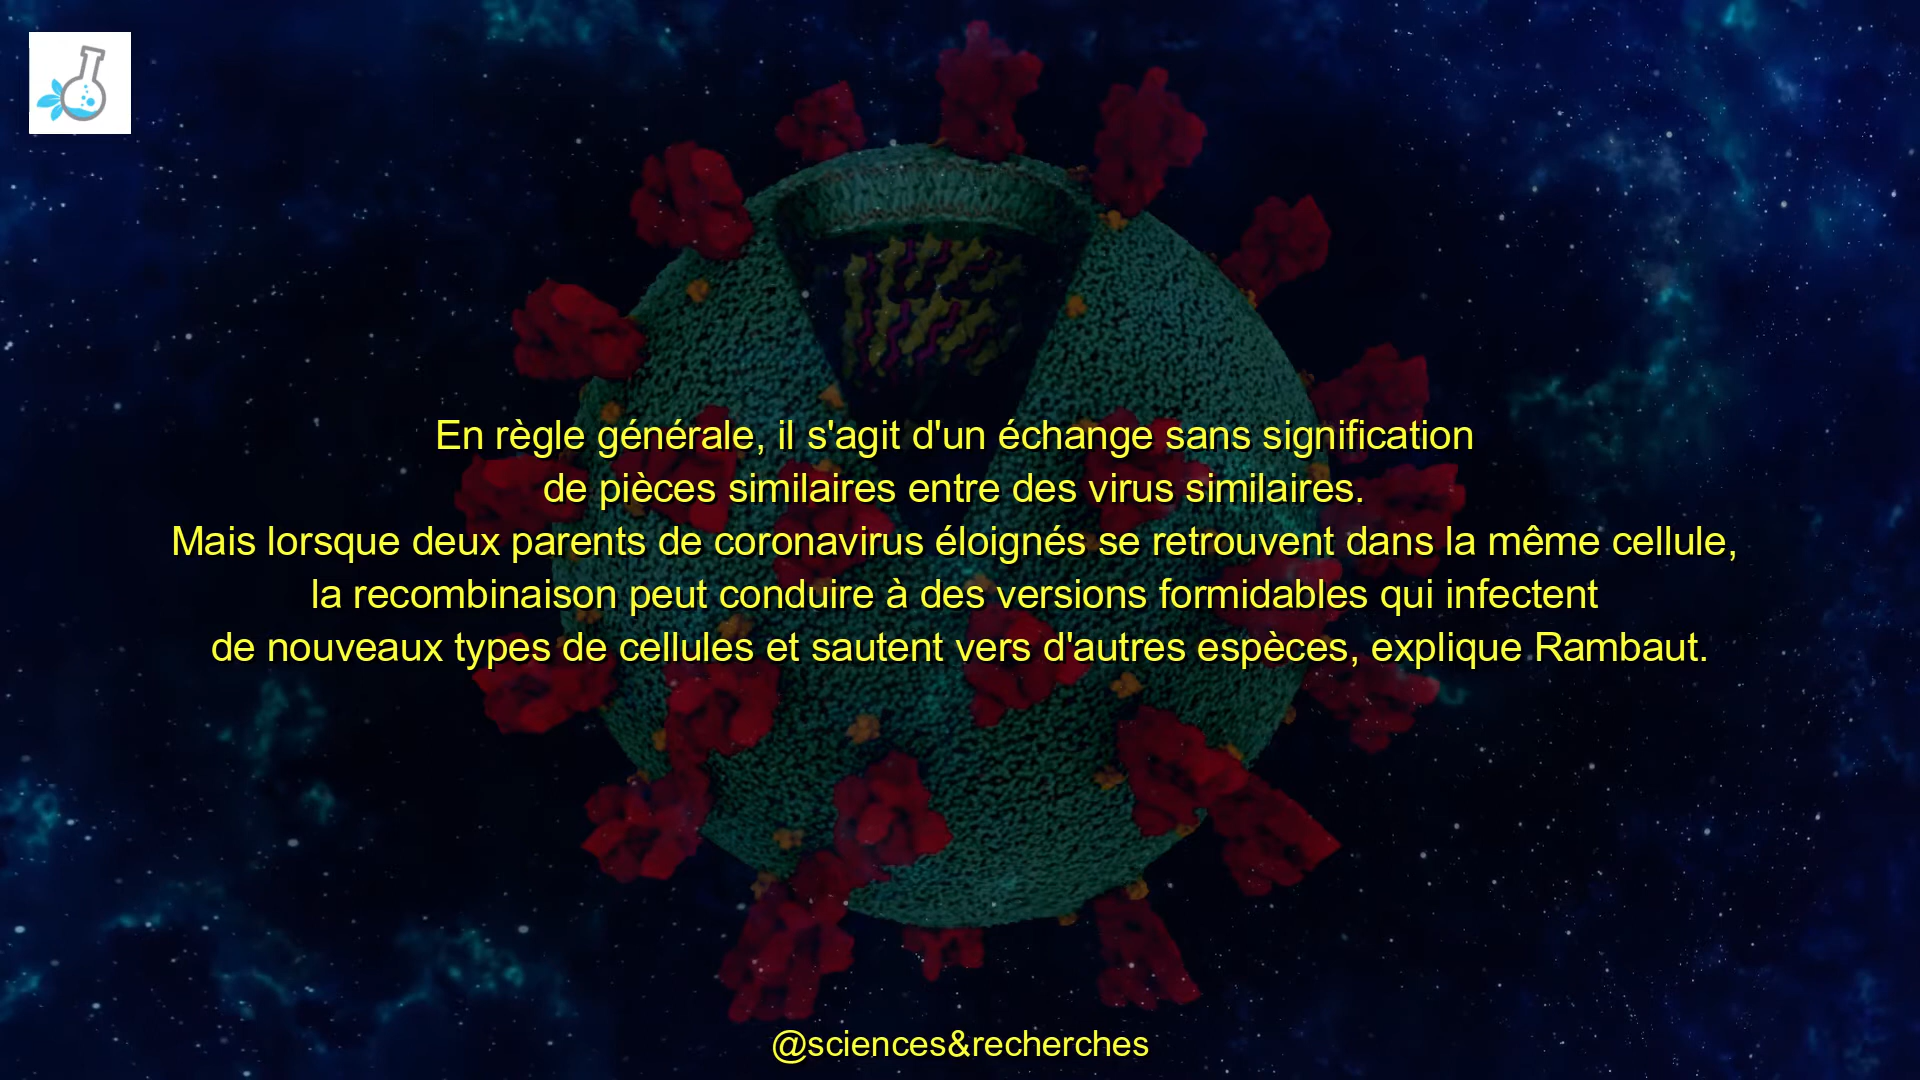 En règle générale, il s'agit d'un échange sans signification
de pièces similaires entre des virus similaires.
Mais lorsque deux parents de coronavirus éloignés se retrouvent dans la même cellule,
la recombinaison peut conduire à des versions formidables qui infectent
de nouveaux types de cellules et sautent vers d'autres espèces, explique Rambaut.
@sciences&recherches